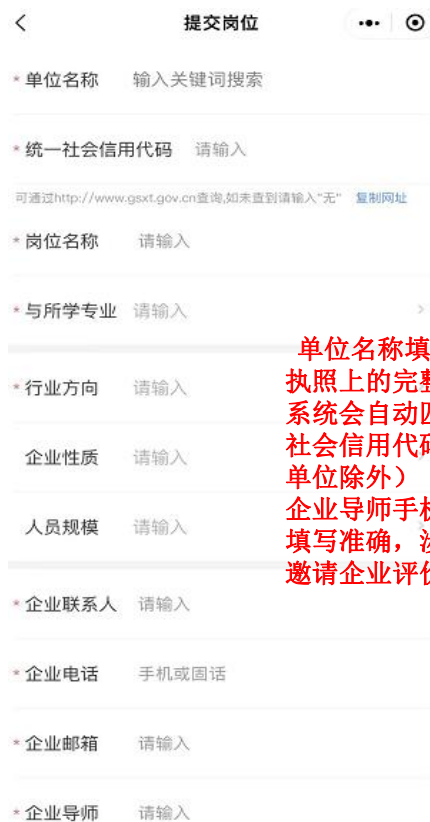 提交岗位
* 单位名称 输入关键词搜索
* 统一社会信用代码 请输入
可通过http://www.gsxt.gov.cn查询,如未查到请输入"无" 复制网址
* 岗位名称 请输入
* 与所学专业 请输入
* 行业方向 请输入
企业性质 请输入
人员规模 请输入
单位名称填
执照上的完整
系统会自动匹
社会信用代码
单位除外）
企业导师手机
填写准确，涉
邀请企业评价
* 企业联系人 请输入
* 企业电话 手机或固话
* 企业邮箱 请输入
* 企业导师 请输入